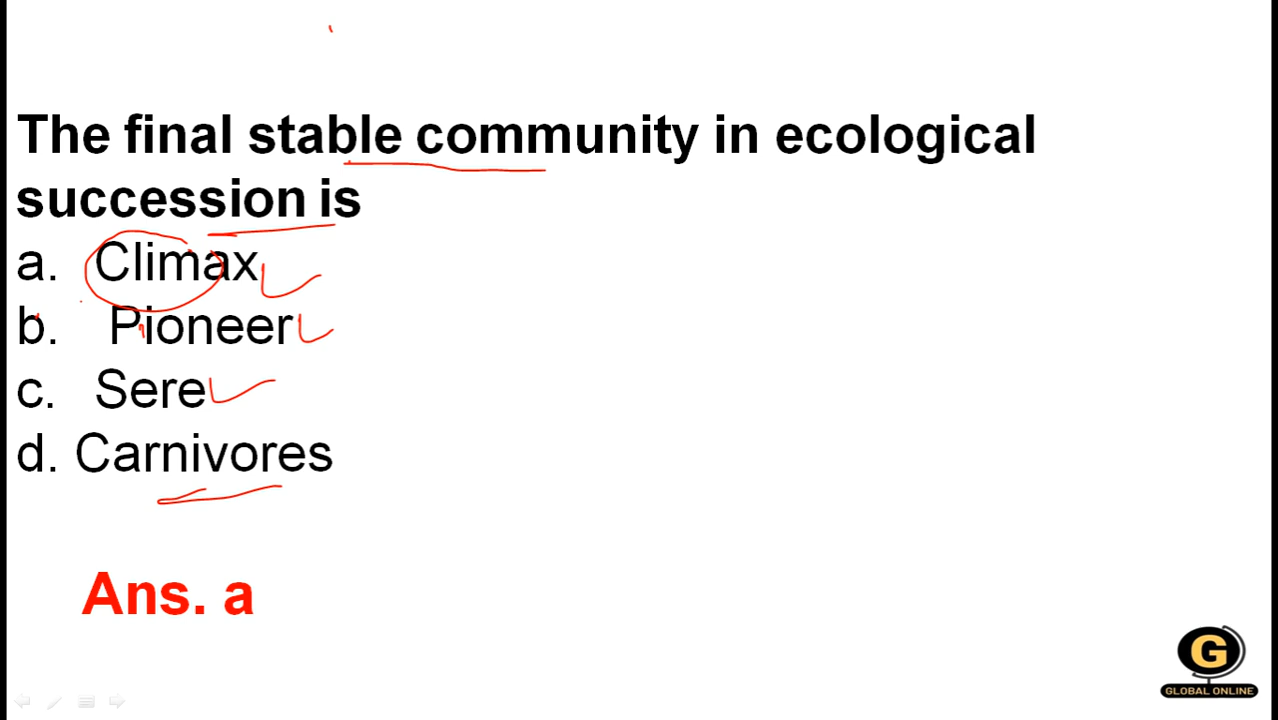 The final stable community in ecological
succession is
a. Climax
b. Pioneer
c. Sere
d. Carnivores
Ans. a
G
GLOBAL ONLINE